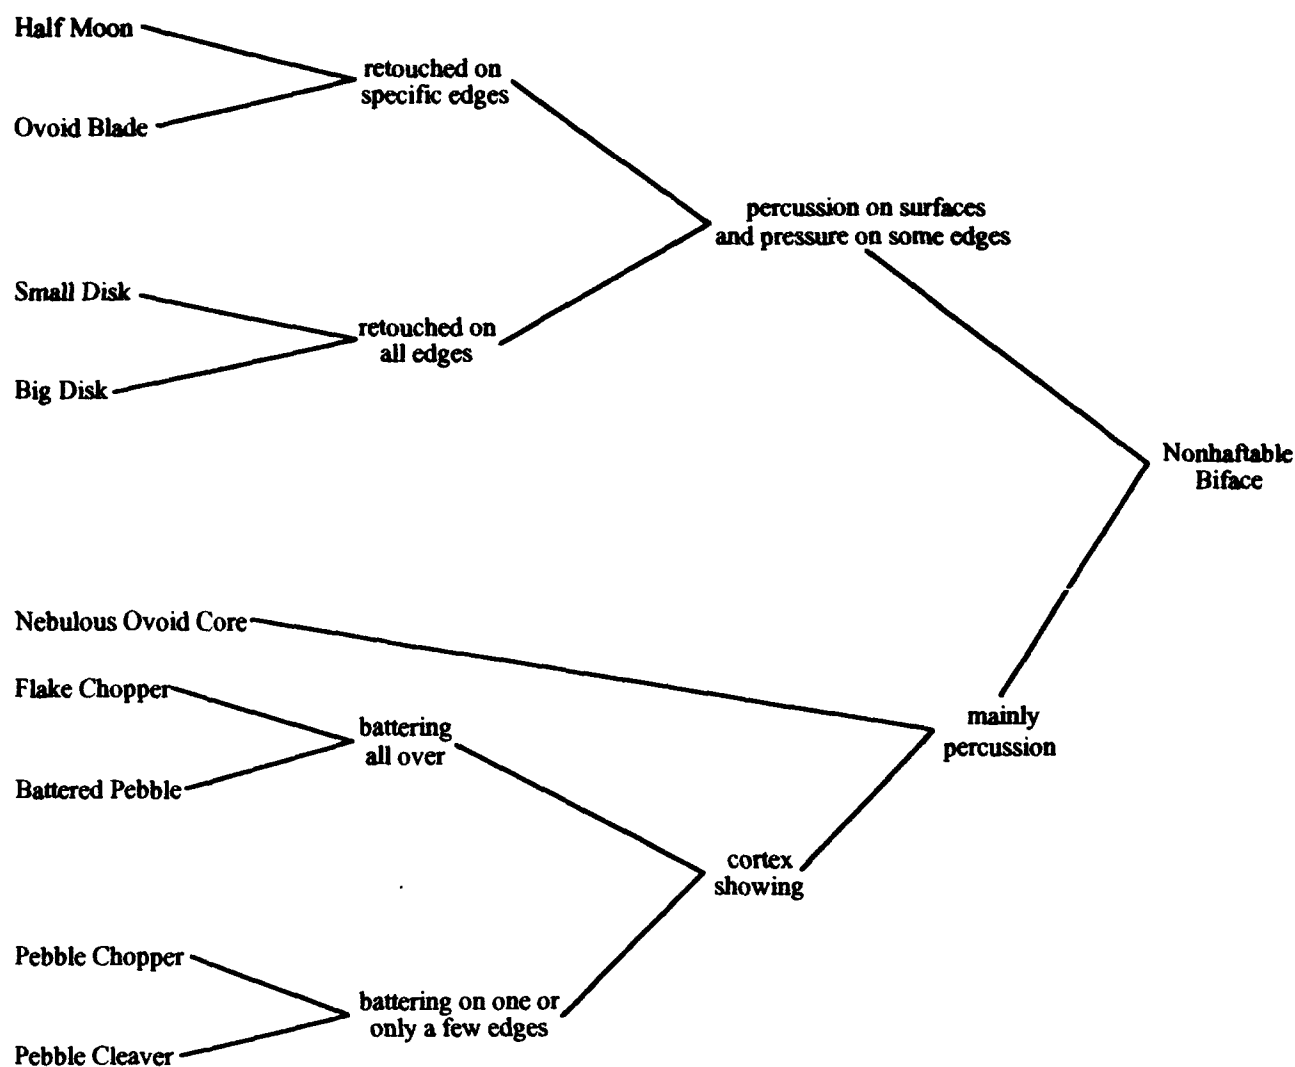 Half Moon
retouched on
specific edges
Ovoid Blade
percussion on surfaces
and pressure on some edges
Small Disk
retouched on
all edges
Big Disk
Nonhaftable
Biface
Nebulous Ovoid Core
Flake Chopper
battering
all over
Battered Pebble
mainly
percussion
cortex
showing
Pebble Chopper
battering on one or
only a few edges
Pebble Cleaver